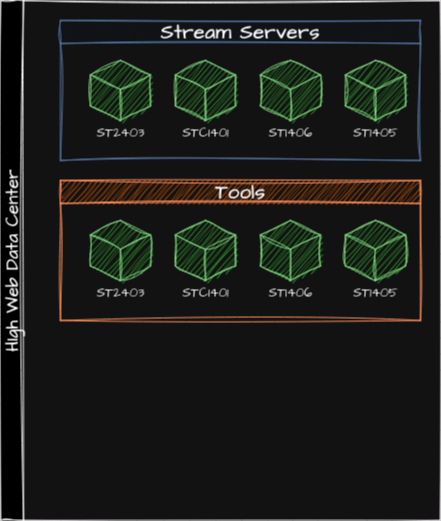 High Web Data Center
Stream Servers
ST2403 STC1401 ST1406 ST1405
Tools
ST2403 STC1401 ST1406 ST1405